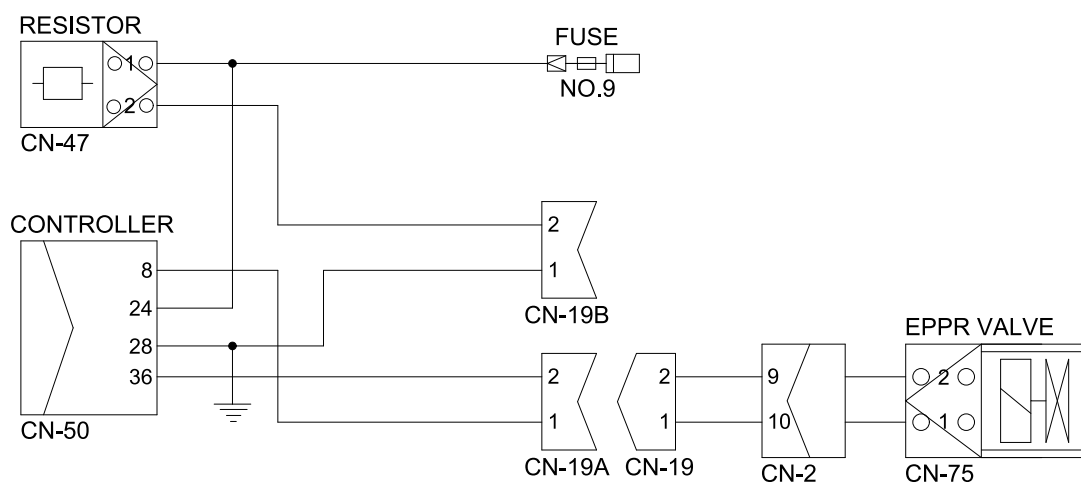 RESISTOR
1
2
CN-47
FUSE
NO.9
CONTROLLER
8
24
28
36
CN-50
2
1
CN-19B
2
1
CN-19A
2
1
CN-19
9
10
CN-2
EPPR VALVE
2
1
CN-75